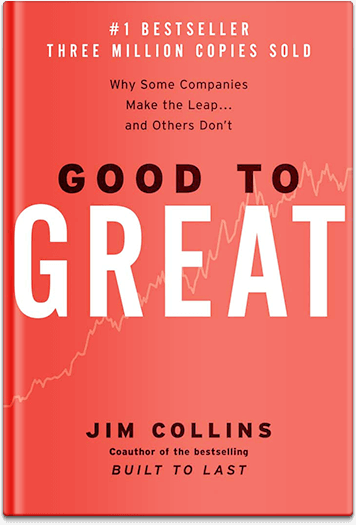 #1 BESTSELLER
THREE MILLION COPIES SOLD
Why Some Companies
Make the Leap...
and Others Don't
GOOD TO
GREAT
JIM COLLINS
Coauthor of the bestselling
BUILT TO LAST